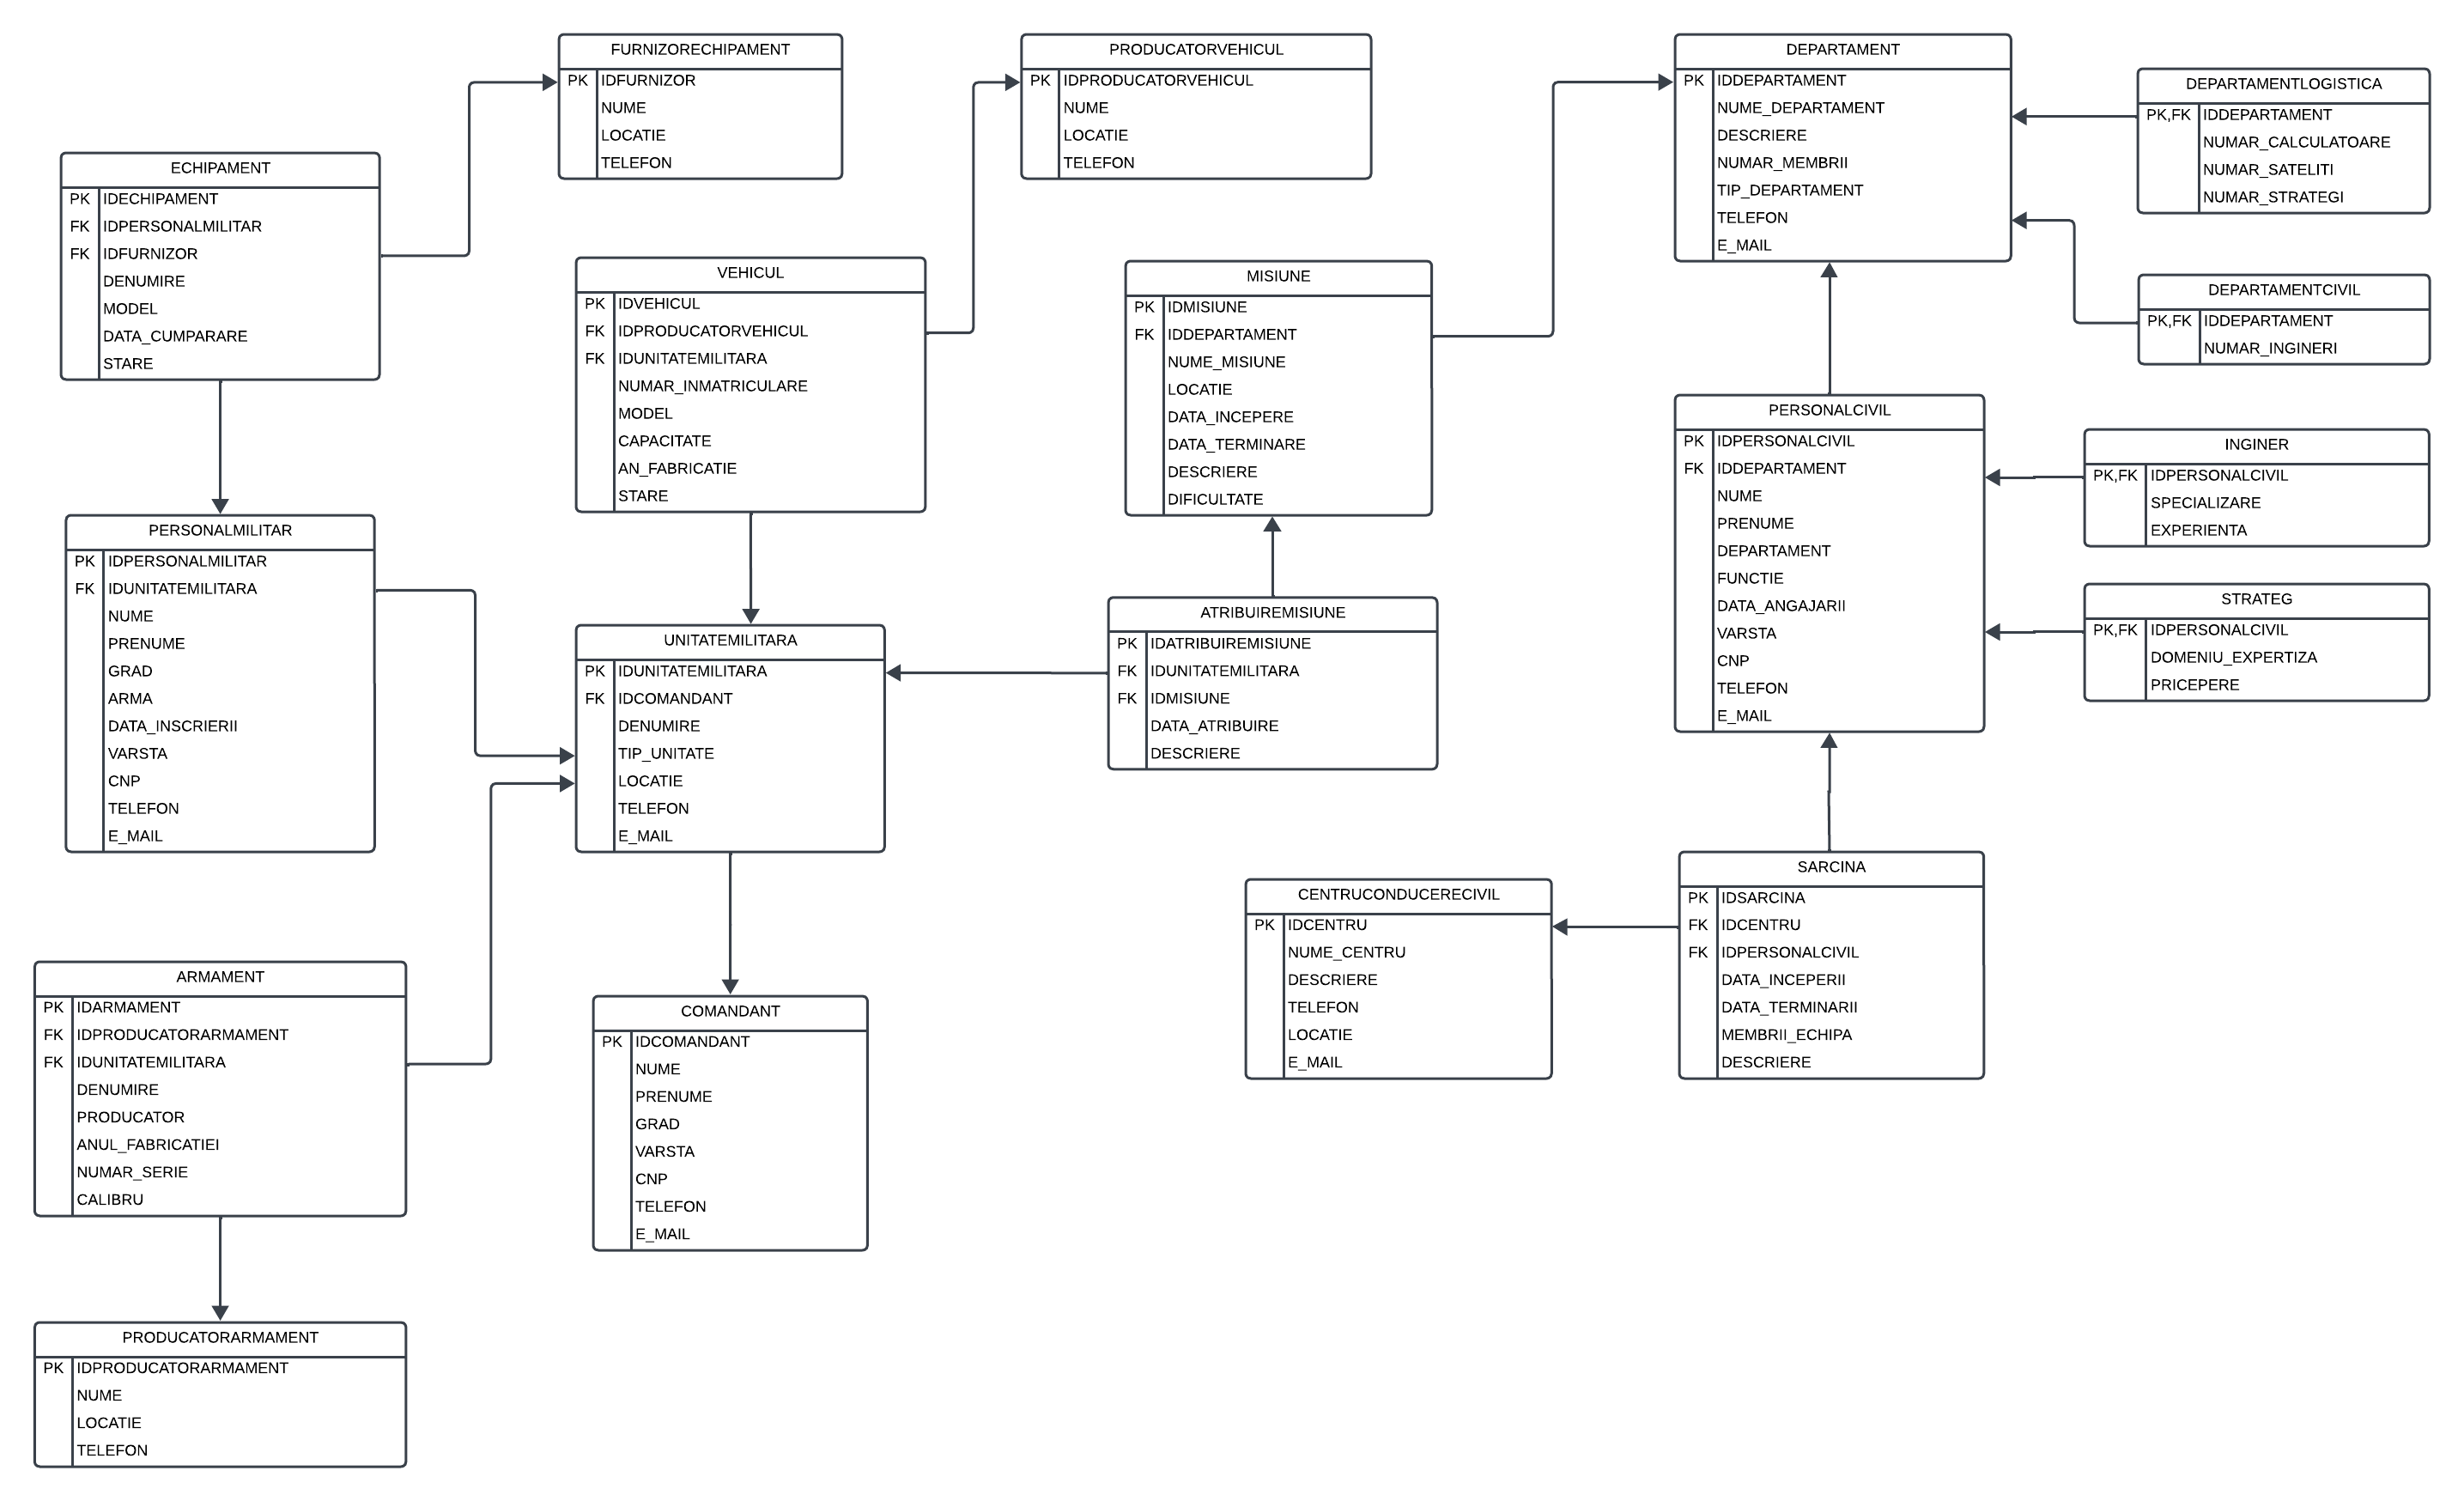 FURNIZORECHIPAMENT
PK IDFURNIZOR
NUME
LOCATIE
TELEFON
PRODUCATORVEHICUL
PK IDPRODUCATORVEHICUL
NUME
LOCATIE
TELEFON
DEPARTAMENT
PK IDDEPARTAMENT
NUME_DEPARTAMENT
DESCRIERE
NUMAR_MEMBRII
TIP_DEPARTAMENT
TELEFON
E_MAIL
DEPARTAMENTLOGISTICA
PK,FK IDDEPARTAMENT
NUMAR_CALCULATOARE
NUMAR_SATELITI
NUMAR_STRATEGI
ECHIPAMENT
PK IDECHIPAMENT
FK IDPERSONALMILITAR
FK IDFURNIZOR
DENUMIRE
MODEL
DATA_CUMPARARE
STARE
VEHICUL
PK IDVEHICUL
FK IDPRODUCATORVEHICUL
FK IDUNITATEMILITARA
NUMAR_INMATRICULARE
MODEL
CAPACITATE
AN_FABRICATIE
STARE
MISIUNE
PK IDMISIUNE
FK IDDEPARTAMENT
NUME_MISIUNE
LOCATIE
DATA_INCEPERE
DATA_TERMINARE
DESCRIERE
DIFICULTATE
DEPARTAMENTCIVIL
PK,FK IDDEPARTAMENT
NUMAR_INGINERI
PERSONALCIVIL
PK IDPERSONALCIVIL
FK IDDEPARTAMENT
NUME
PRENUME
DEPARTAMENT
FUNCTIE
DATA_ANGAJARII
VARSTA
CNP
TELEFON
E_MAIL
INGINER
PK,FK IDPERSONALCIVIL
SPECIALIZARE
EXPERIENTA
STRATEG
PK,FK IDPERSONALCIVIL
DOMENIU_EXPERTIZA
PRICEPERE
PERSONALMILITAR
PK IDPERSONALMILITAR
FK IDUNITATEMILITARA
NUME
PRENUME
GRAD
ARMA
DATA_INSCRIERII
VARSTA
CNP
TELEFON
E_MAIL
UNITATEMILITARA
PK IDUNITATEMILITARA
FK IDCOMANDANT
DENUMIRE
TIP_UNITATE
LOCATIE
TELEFON
E_MAIL
ATRIBUIREMISIUNE
PK IDATRIBUIREMISIUNE
FK IDUNITATEMILITARA
FK IDMISIUNE
DATA_ATRIBUIRE
DESCRIERE
CENTRUCONDUCERECIVIL
PK IDCENTRU
NUME_CENTRU
DESCRIERE
TELEFON
LOCATIE
E_MAIL
SARCINA
PK IDSARCINA
FK IDCENTRU
FK IDPERSONALCIVIL
DATA_INCEPERII
DATA_TERMINARII
MEMBRII_ECHIPA
DESCRIERE
ARMAMENT
PK IDARMAMENT
FK IDPRODUCATORARMAMENT
FK IDUNITATEMILITARA
DENUMIRE
PRODUCATOR
ANUL_FABRICATIEI
NUMAR_SERIE
CALIBRU
COMANDANT
PK IDCOMANDANT
NUME
PRENUME
GRAD
VARSTA
CNP
TELEFON
E_MAIL
PRODUCATORARMAMENT
PK IDPRODUCATORARMAMENT
NUME
LOCATIE
TELEFON